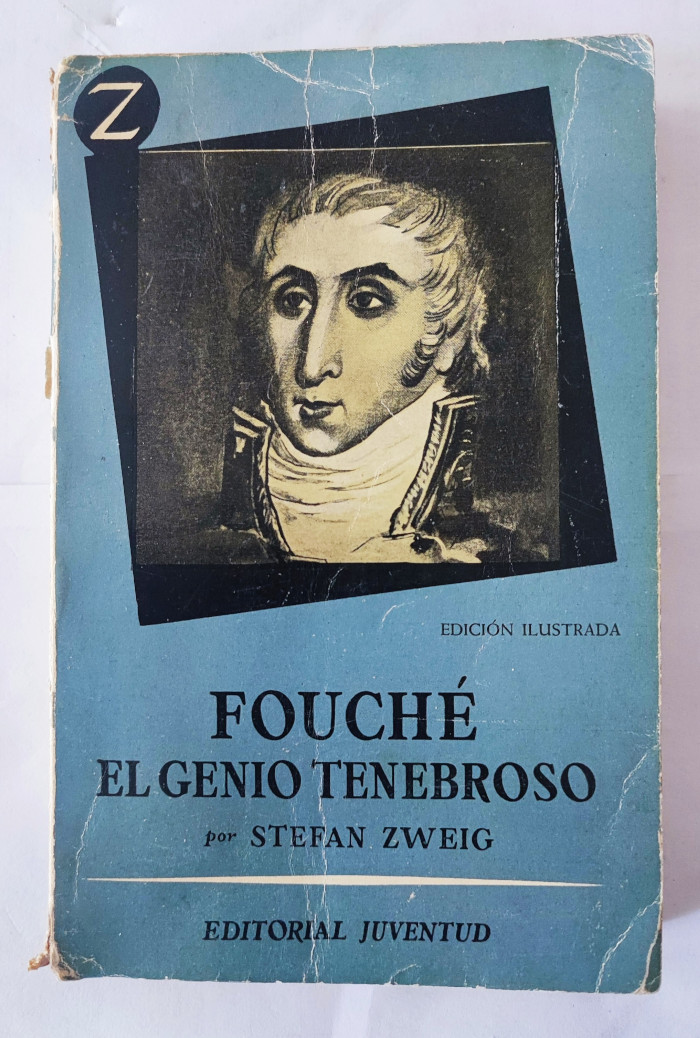 Z
EDICIÓN ILUSTRADA
FOUCHÉ
EL GENIO TENEBROSO
por STEFAN ZWEIG
EDITORIAL JUVENTUD